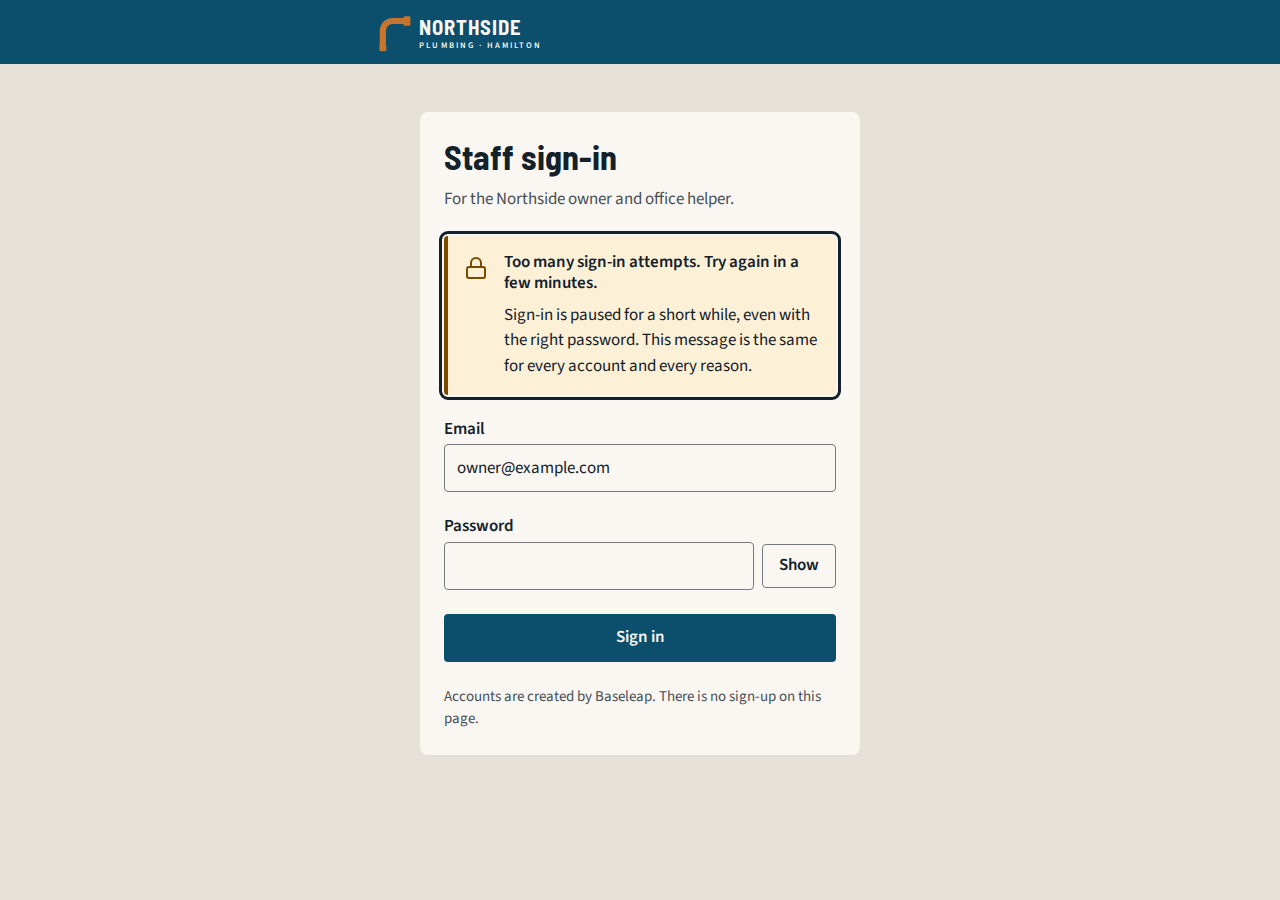 NORTHSIDE
PLUMBING · HAMILTON
Staff sign-in
For the Northside owner and office helper.
Too many sign-in attempts. Try again in a
few minutes.
Sign-in is paused for a short while, even with
the right password. This message is the same
for every account and every reason.
Email
owner@example.com
Password
Show
Sign in
Accounts are created by Baseleap. There is no sign-up on this
page.